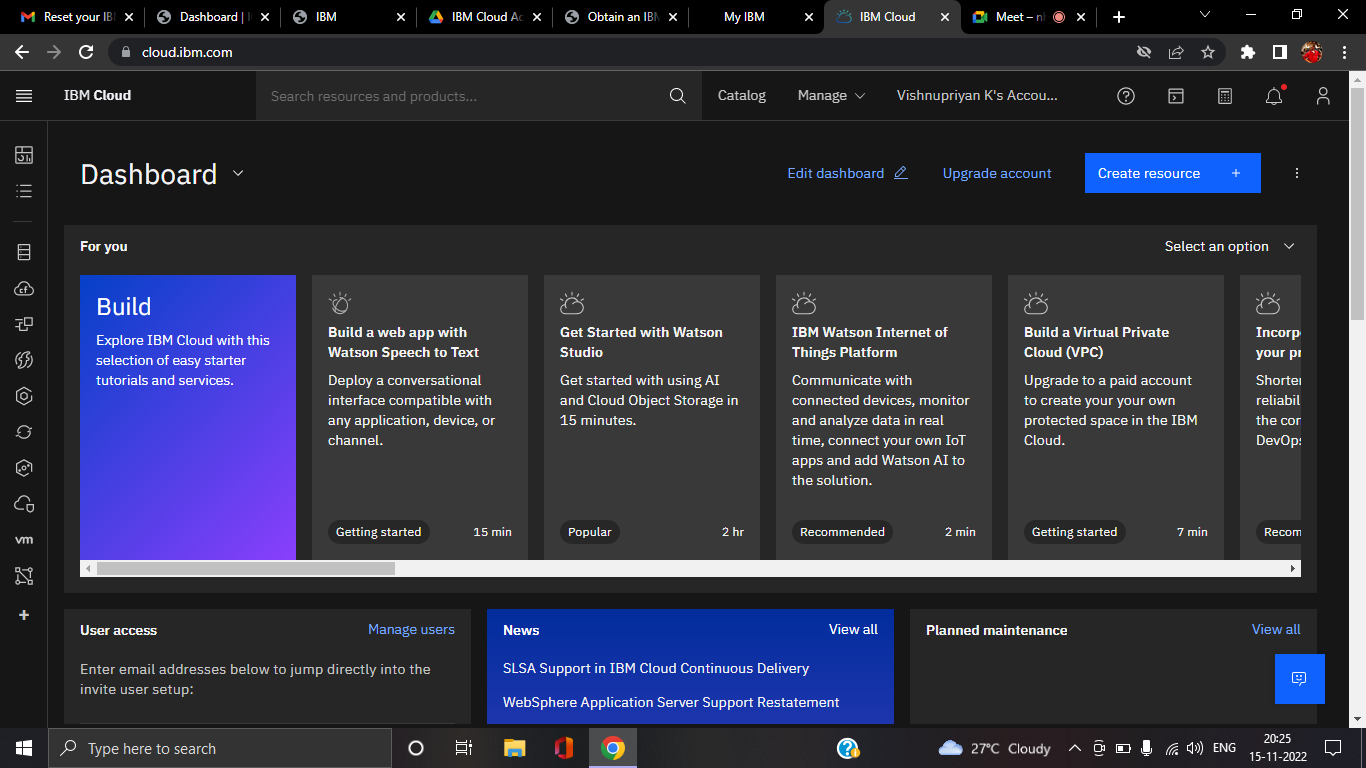 Reset your IB
Dashboard | I
IBM
IBM Cloud Ac
Obtain an IBM
My IBM
IBM Cloud
Meet – n
cloud.ibm.com
IBM Cloud
Search resources and products...
Catalog
Manage
Vishnupriyan K's Accou...
Dashboard
Edit dashboard
Upgrade account
Create resource +
For you
Select an option
Build
Explore IBM Cloud with this
selection of easy starter
tutorials and services.
Build a web app with
Watson Speech to Text
Deploy a conversational
interface compatible with
any application, device, or
channel.
Getting started 15 min
Get Started with Watson
Studio
Get started with using AI
and Cloud Object Storage in
15 minutes.
Popular 2 hr
IBM Watson Internet of
Things Platform
Communicate with
connected devices, monitor
and analyze data in real
time, connect your own IoT
apps and add Watson AI to
the solution.
Recommended 2 min
Build a Virtual Private
Cloud (VPC)
Upgrade to a paid account
to create your your own
protected space in the IBM
Cloud.
Getting started 7 min
Incorp
your pr
Shorter
reliabil
the cor
DevOps
Recom
vm
User access Manage users
Enter email addresses below to jump directly into the
invite user setup:
News View all
SLSA Support in IBM Cloud Continuous Delivery
WebSphere Application Server Support Restatement
Planned maintenance View all
Type here to search
27°C Cloudy
ENG
20:25
15-11-2022